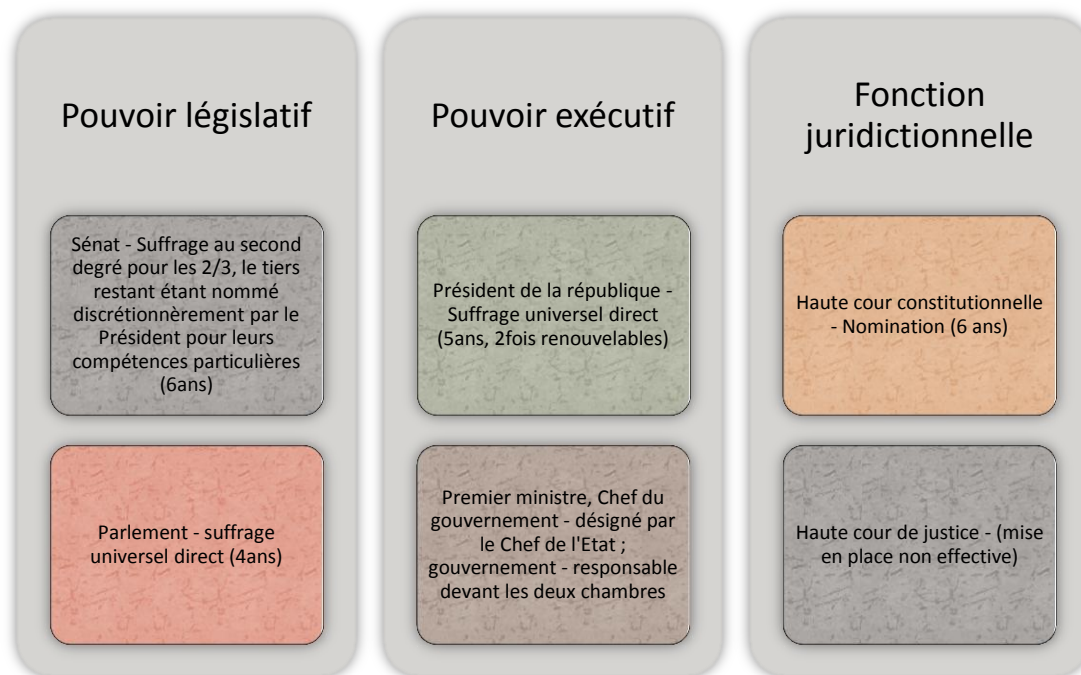 Pouvoir législatif
Sénat - Suffrage au second
degré pour les 2/3, le tiers
restant étant nommé
discrétionnèrement par le
Président pour leurs
compétences particulières
(6ans)
Parlement - suffrage
universel direct (4ans)
Pouvoir exécutif
Président de la république -
Suffrage universel direct
(5ans, 2fois renouvelables)
Premier ministre, Chef du
gouvernement - désigné par
le Chef de l'Etat ;
gouvernement - responsable
devant les deux chambres
Fonction
juridictionnelle
Haute cour constitutionnelle
- Nomination (6 ans)
Haute cour de justice - (mise
en place non effective)